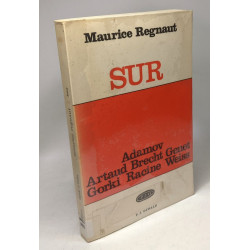 Maurice Regnaut
SUR
Adamov
Artaud Brecht Genet
Gorki Racine Weiss